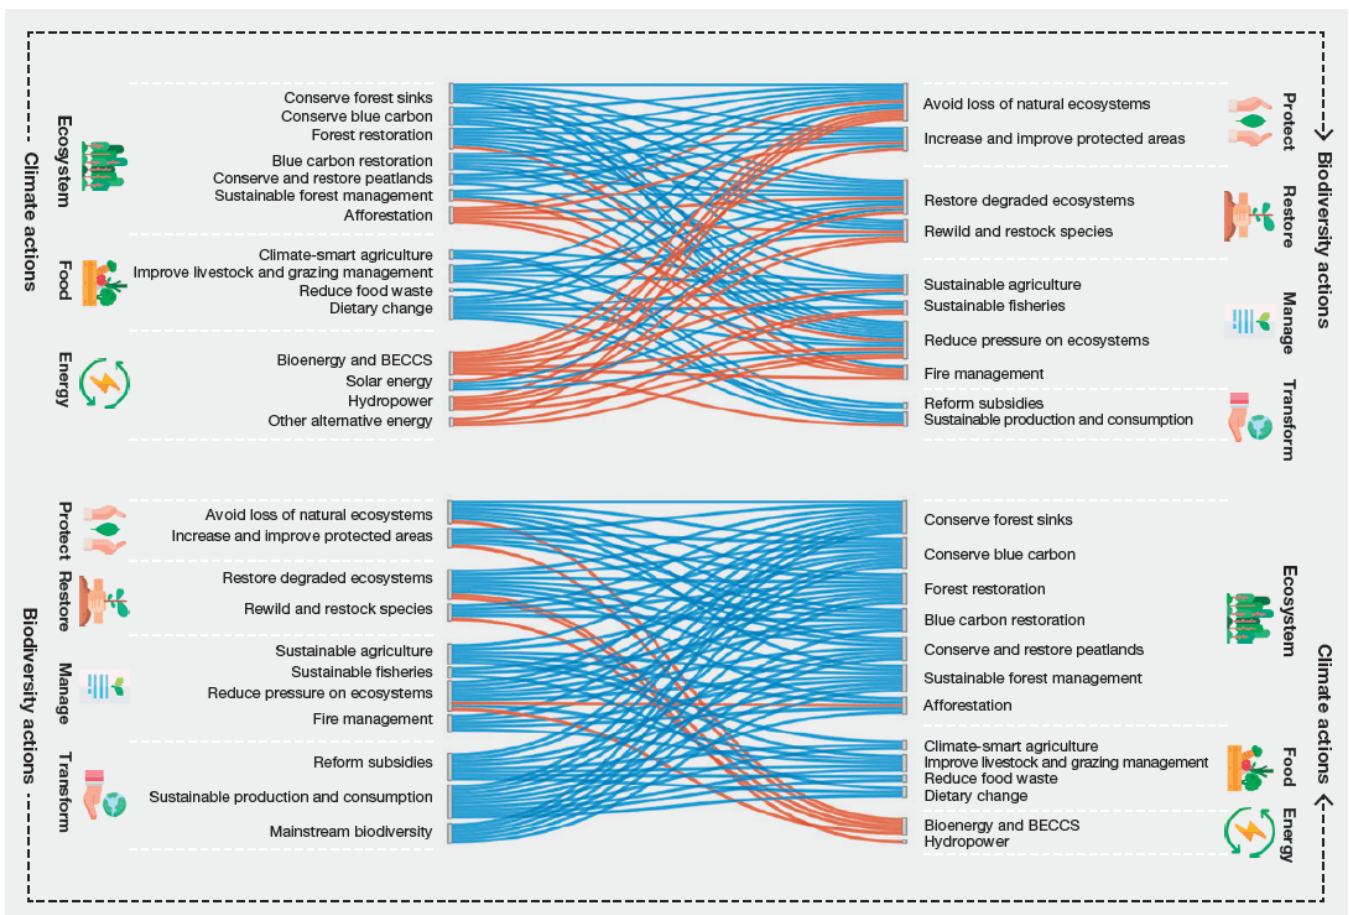 Climate actions
Ecosystem
Conserve forest sinks
Conserve blue carbon
Forest restoration
Blue carbon restoration
Conserve and restore peatlands
Sustainable forest management
Afforestation
Food
Climate-smart agriculture
Improve livestock and grazing management
Reduce food waste
Dietary change
Energy
Bioenergy and BECCS
Solar energy
Hydropower
Other alternative energy
Biodiversity actions
Protect
Avoid loss of natural ecosystems
Increase and improve protected areas
Restore
Restore degraded ecosystems
Rewild and restock species
Manage
Sustainable agriculture
Sustainable fisheries
Reduce pressure on ecosystems
Fire management
Transform
Reform subsidies
Sustainable production and consumption
Biodiversity actions
Protect
Avoid loss of natural ecosystems
Increase and improve protected areas
Restore
Restore degraded ecosystems
Rewild and restock species
Manage
Sustainable agriculture
Sustainable fisheries
Reduce pressure on ecosystems
Fire management
Transform
Reform subsidies
Sustainable production and consumption
Mainstream biodiversity
Climate actions
Ecosystem
Conserve forest sinks
Conserve blue carbon
Forest restoration
Blue carbon restoration
Conserve and restore peatlands
Sustainable forest management
Afforestation
Food
Climate-smart agriculture
Improve livestock and grazing management
Reduce food waste
Dietary change
Energy
Bioenergy and BECCS
Hydropower